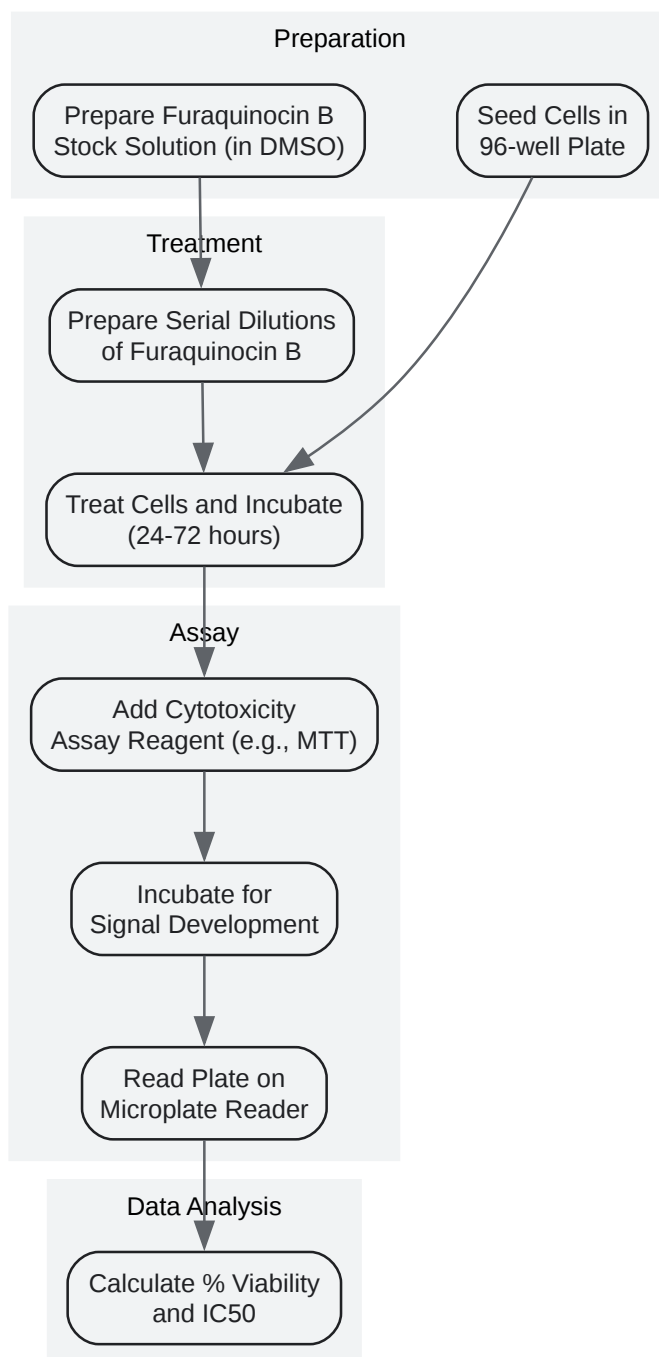 Preparation
Prepare Furaquinocin B
Stock Solution (in DMSO)
Seed Cells in
96-well Plate
Treatment
Prepare Serial Dilutions
of Furaquinocin B
Treat Cells and Incubate
(24-72 hours)
Assay
Add Cytotoxicity
Assay Reagent (e.g., MTT)
Incubate for
Signal Development
Read Plate on
Microplate Reader
Data Analysis
Calculate % Viability
and IC50